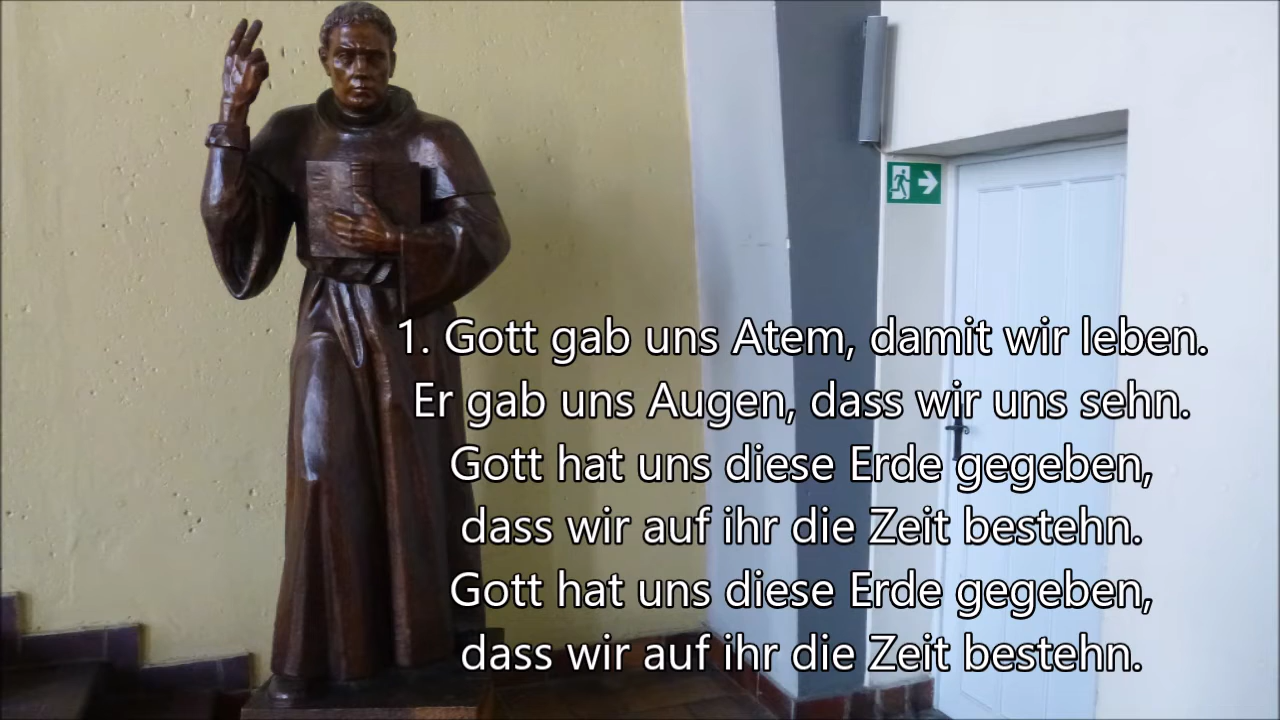 1. Gott gab uns Atem, damit wir leben.
Er gab uns Augen, dass wir uns sehn.
Gott hat uns diese Erde gegeben,
dass wir auf ihr die Zeit bestehn.
Gott hat uns diese Erde gegeben,
dass wir auf ihr die Zeit bestehn.